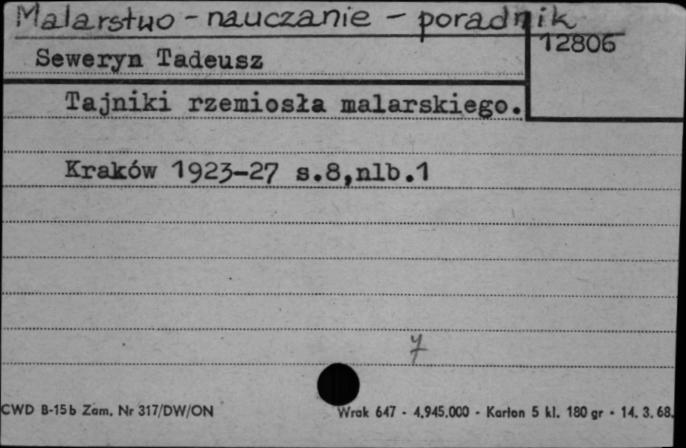 Malarstwo - nauczanie - poradnik
12806
Seweryn Tadeusz
Tajniki rzemiosła malarskiego.
Kraków 1923-27 s.8,nlb.1
7
CWD B-15b Zam. Nr 317/DW/ON
Wrak 647 - 4.945.000 - Karton 5 kl. 180 gr - 14. 3. 68.